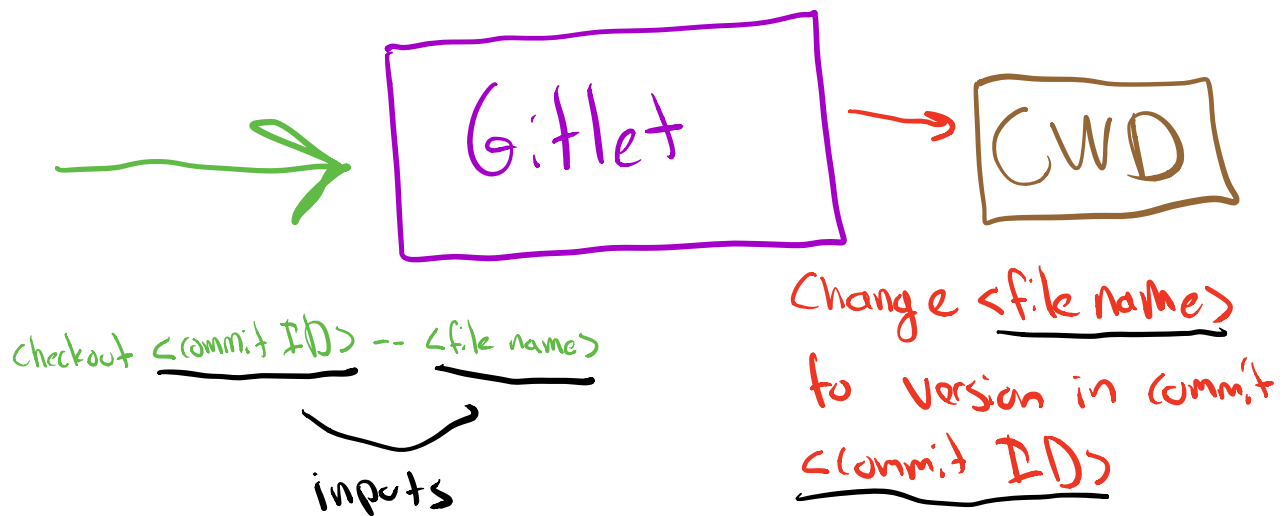 Gitlet
CWD
checkout <commit ID> -- <file name>
inputs
Change <file name>
to version in commit
<commit ID>